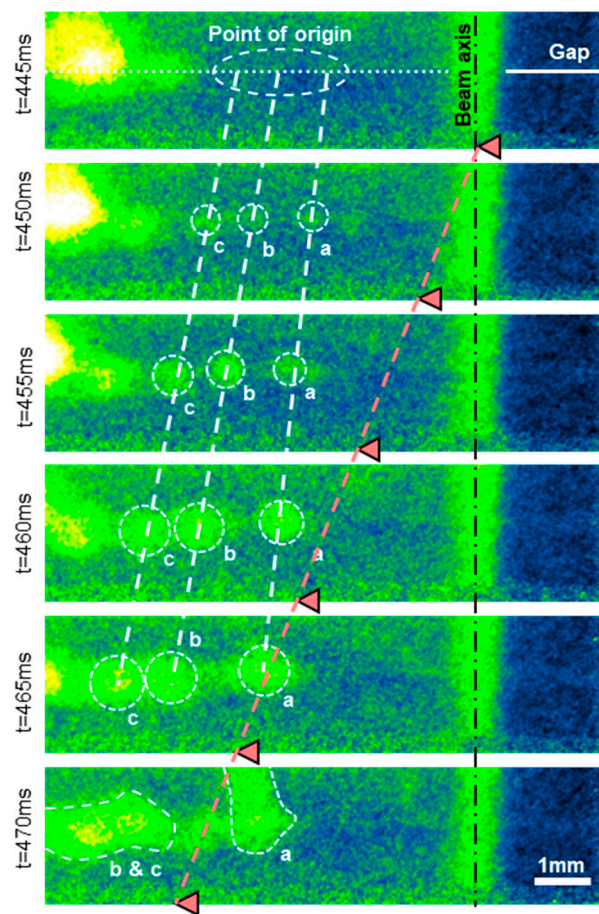 t=445ms
Point of origin
Beam axis
Gap
t=450ms
c
b
a
t=455ms
c
b
a
t=460ms
c
b
a
t=465ms
b
c
a
t=470ms
b & c
a
1mm